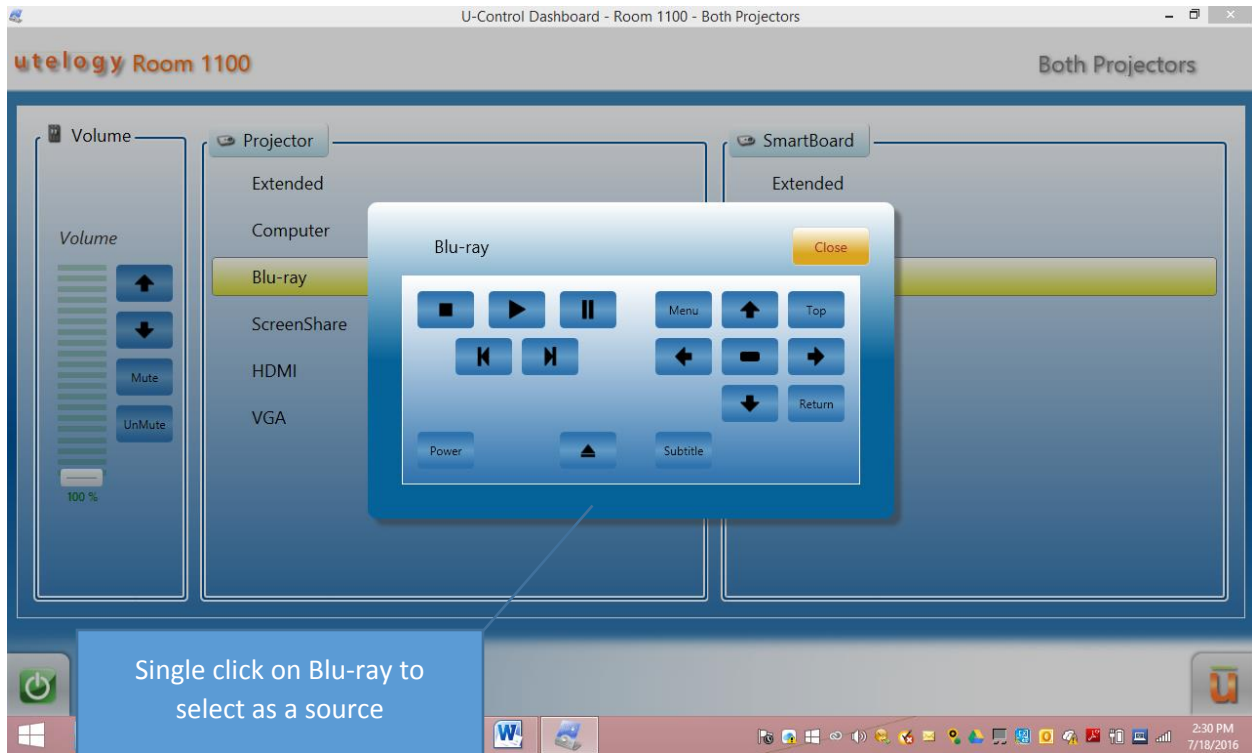 U-Control Dashboard - Room 1100 - Both Projectors
utelogy Room 1100
Both Projectors
Volume
Projector
SmartBoard
Extended
Extended
Volume
Computer
Blu-ray
Close
Blu-ray
Menu
Top
ScreenShare
HDMI
Mute
VGA
Return
UnMute
Power
Subtitle
100 %
Single click on Blu-ray to
select as a source
ū
2:30 PM
7/18/2016